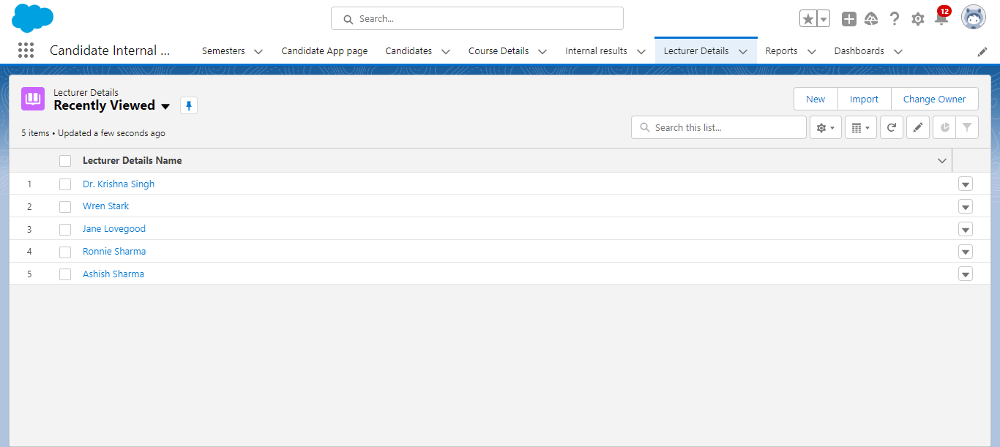 Search...
12
Candidate Internal ...
Semesters
Candidate App page
Candidates
Course Details
Internal results
Lecturer Details
Reports
Dashboards
Lecturer Details
Recently Viewed
New
Import
Change Owner
5 items • Updated a few seconds ago
Search this list...
Lecturer Details Name
1 Dr. Krishna Singh
2 Wren Stark
3 Jane Lovegood
4 Ronnie Sharma
5 Ashish Sharma